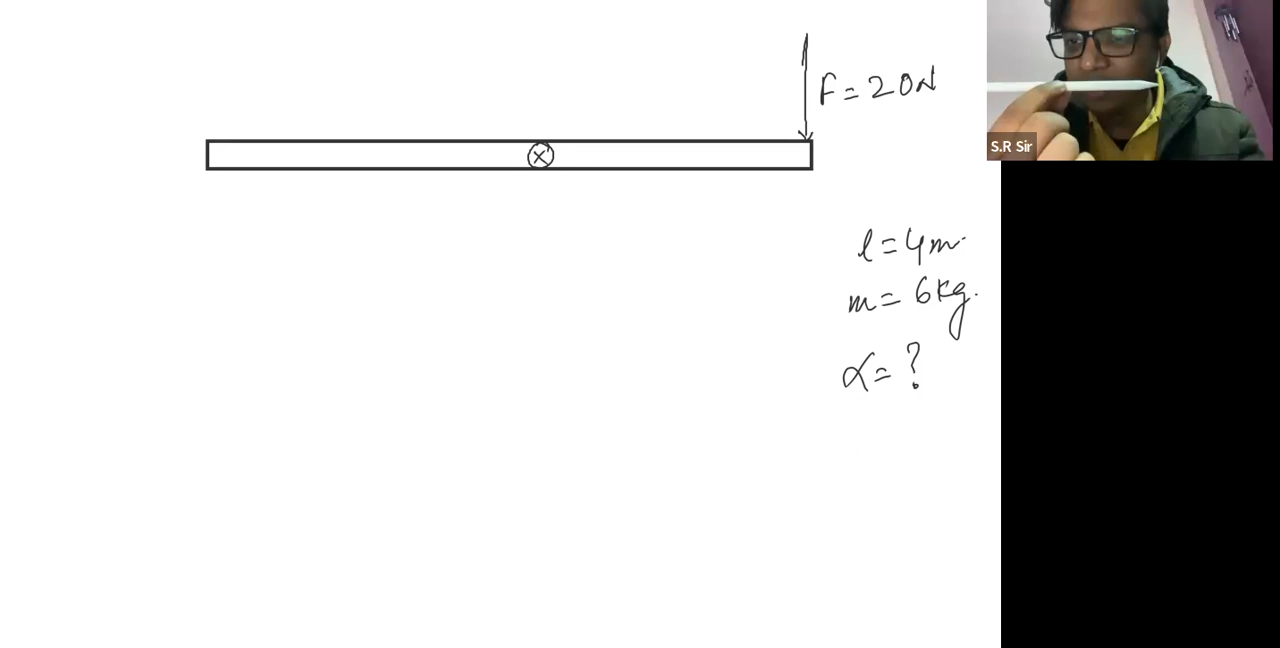 F = 20N
S.R Sir
l = 4m
m = 6kg.
α = ?